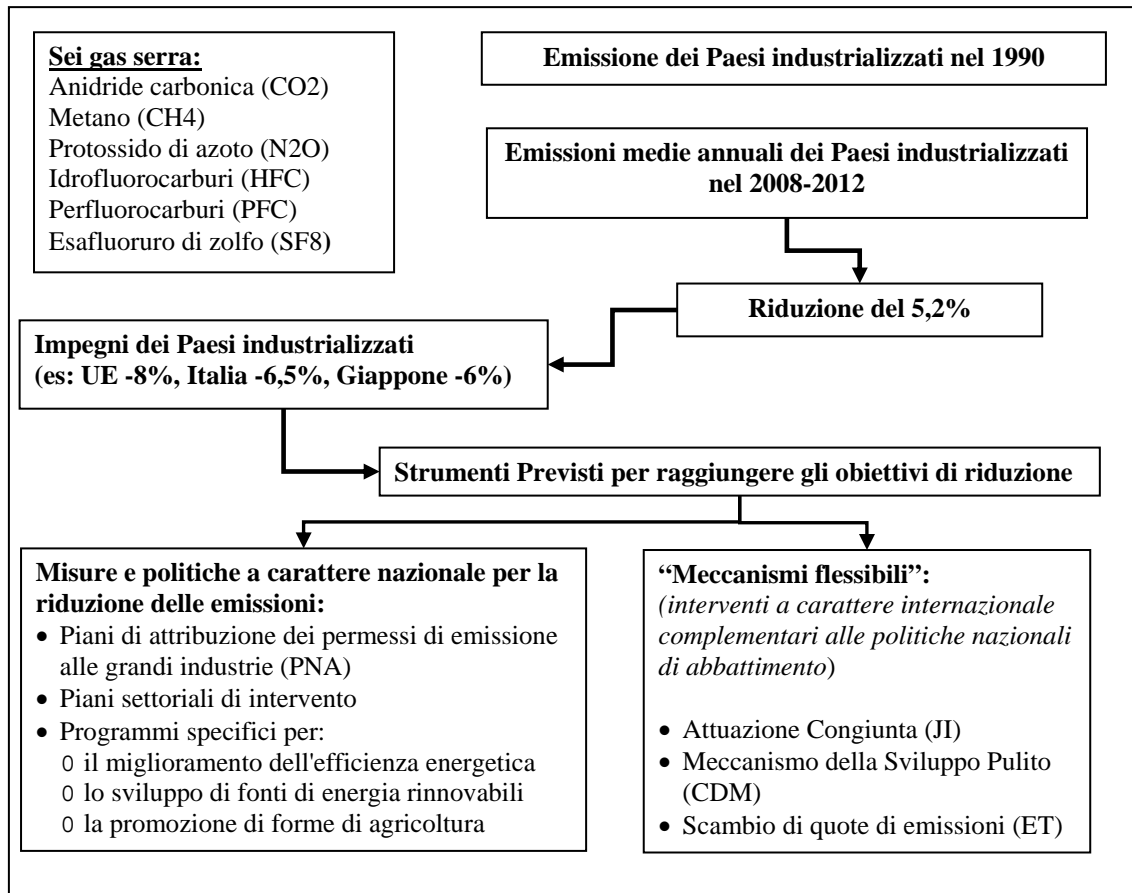 Sei gas serra:
Anidride carbonica (CO2)
Metano (CH4)
Protossido di azoto (N2O)
Idrofluorocarburi (HFC)
Perfluorocarburi (PFC)
Esafluoruro di zolfo (SF8)
Emissione dei Paesi industrializzati nel 1990
Emissioni medie annuali dei Paesi industrializzati
nel 2008-2012
Riduzione del 5,2%
Impegni dei Paesi industrializzati
(es: UE -8%, Italia -6,5%, Giappone -6%)
Strumenti Previsti per raggiungere gli obiettivi di riduzione
Misure e politiche a carattere nazionale per la
riduzione delle emissioni:
• Piani di attribuzione dei permessi di emissione
alle grandi industrie (PNA)
• Piani settoriali di intervento
• Programmi specifici per:
o il miglioramento dell'efficienza energetica
o lo sviluppo di fonti di energia rinnovabili
o la promozione di forme di agricoltura
“Meccanismi flessibili”:
(interventi a carattere internazionale
complementari alle politiche nazionali
di abbattimento)
• Attuazione Congiunta (JI)
• Meccanismo della Sviluppo Pulito
(CDM)
• Scambio di quote di emissioni (ET)